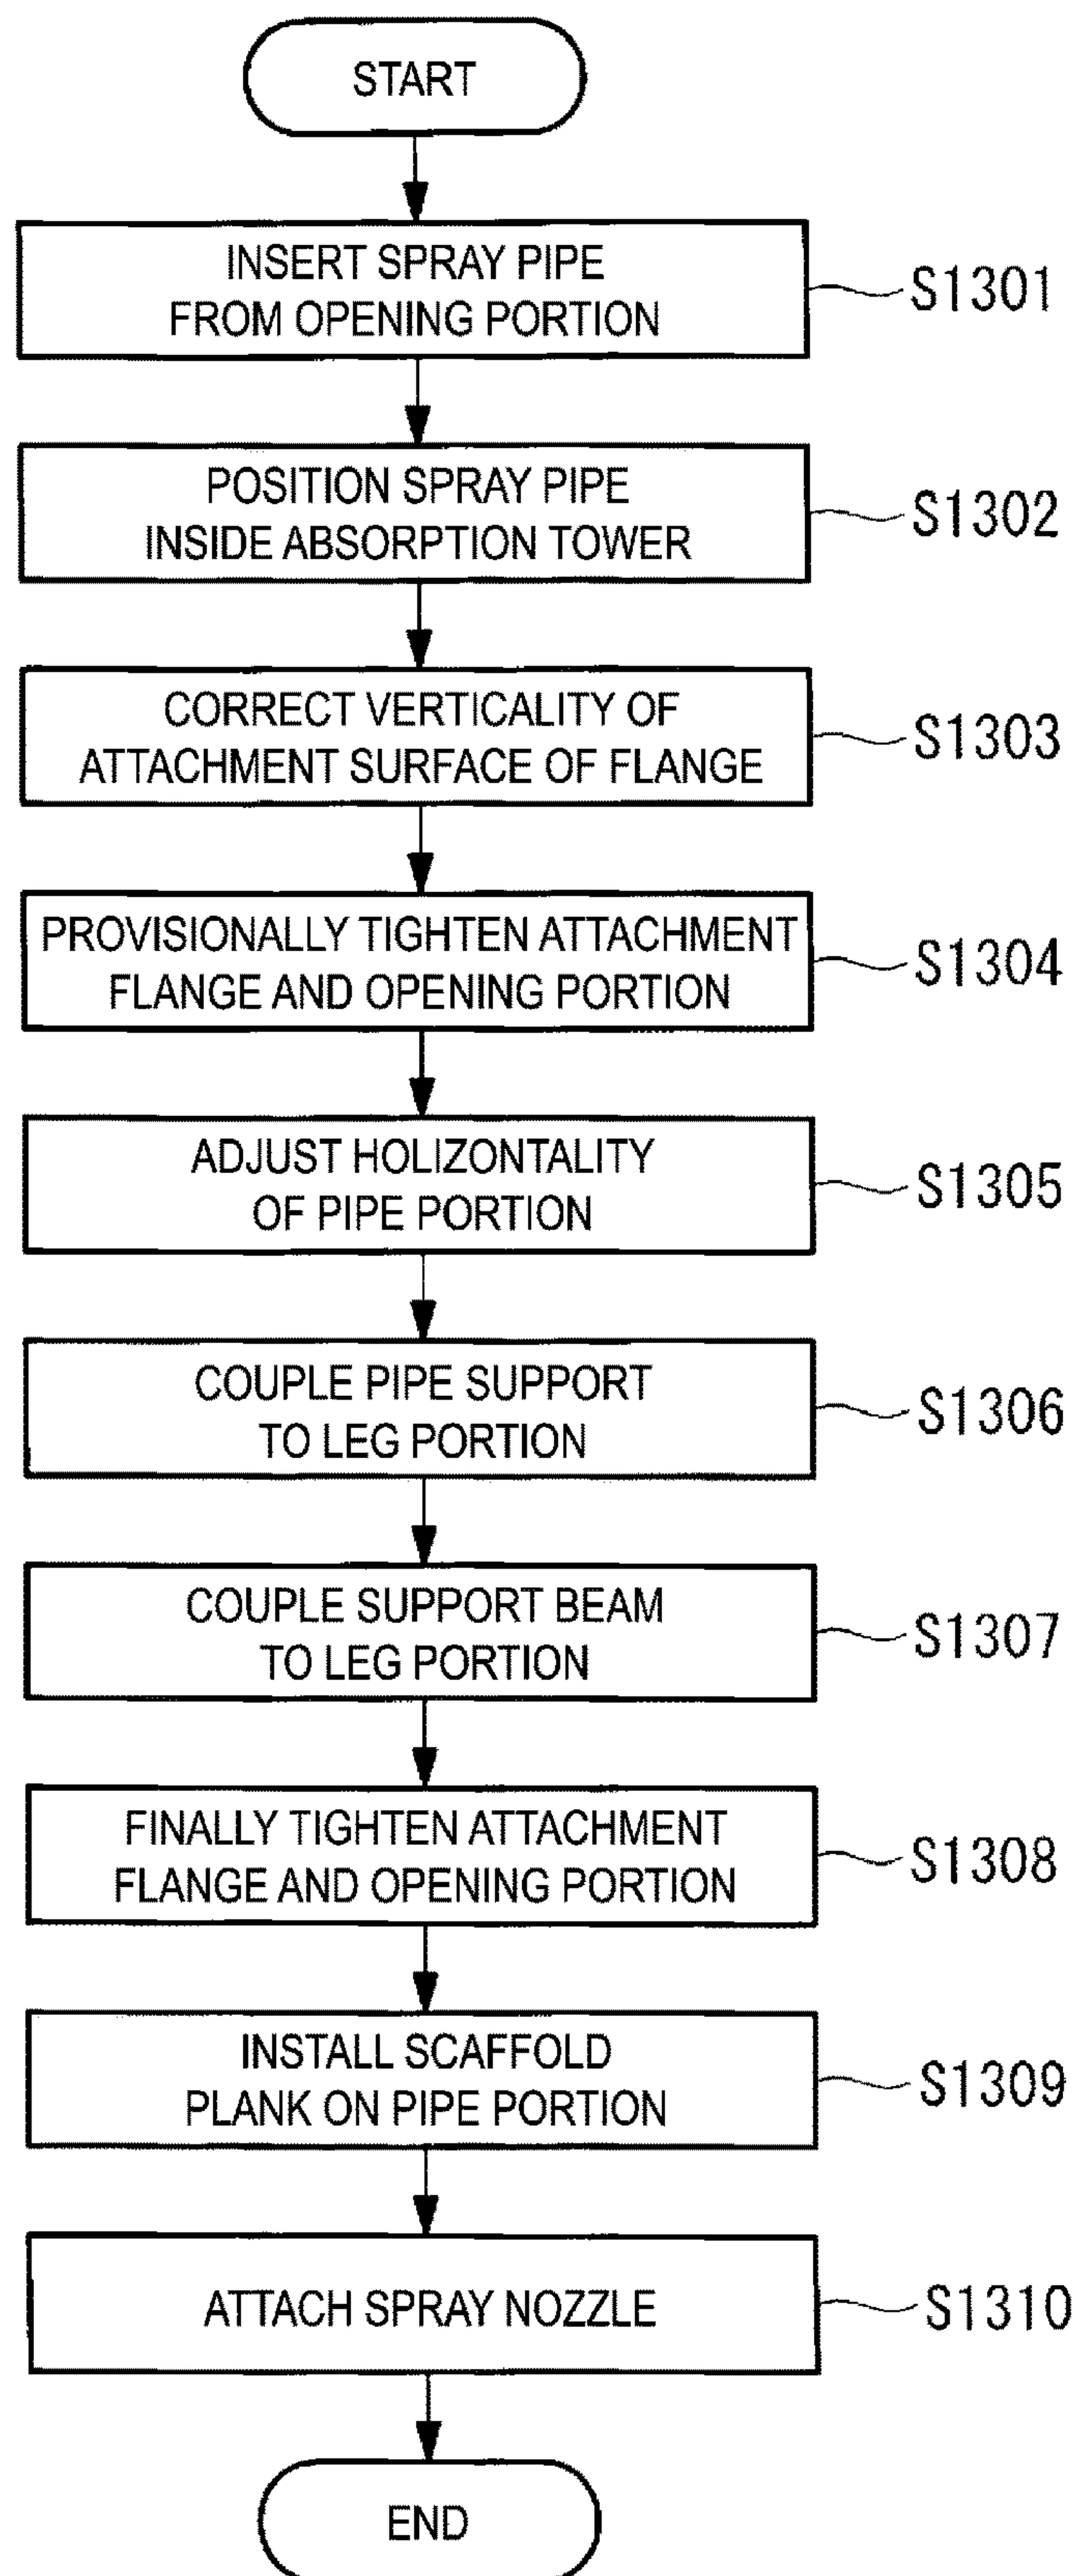 START
INSERT SPRAY PIPE
FROM OPENING PORTION
S1301
POSITION SPRAY PIPE
INSIDE ABSORPTION TOWER
S1302
CORRECT VERTICALITY OF
ATTACHMENT SURFACE OF FLANGE
S1303
PROVISIONALLY TIGHTEN ATTACHMENT
FLANGE AND OPENING PORTION
S1304
ADJUST HOLIZONTALITY
OF PIPE PORTION
S1305
COUPLE PIPE SUPPORT
TO LEG PORTION
S1306
COUPLE SUPPORT BEAM
TO LEG PORTION
S1307
FINALLY TIGHTEN ATTACHMENT
FLANGE AND OPENING PORTION
S1308
INSTALL SCAFFOLD
PLANK ON PIPE PORTION
S1309
ATTACH SPRAY NOZZLE
S1310
END